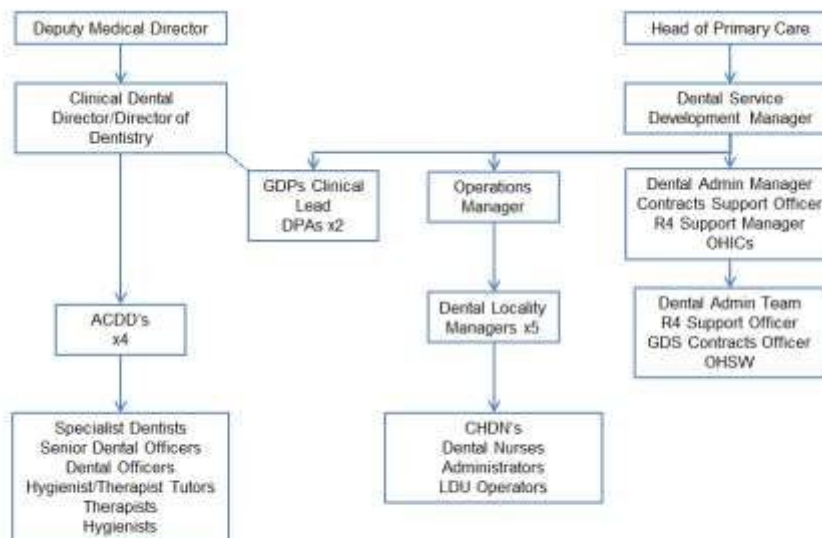 Deputy Medical Director
Head of Primary Care
Clinical Dental
Director/Director of
Dentistry
Dental Service
Development Manager
GDPs Clinical
Lead
DPAs x2
Operations
Manager
Dental Admin Manager
Contracts Support Officer
R4 Support Manager
OHICs
ACDD's
x4
Dental Locality
Managers x5
Dental Admin Team
R4 Support Officer
GDS Contracts Officer
OHSW
Specialist Dentists
Senior Dental Officers
Dental Officers
Hygienist/Therapist Tutors
Therapists
Hygienists
CHDN's
Dental Nurses
Administrators
LDU Operators